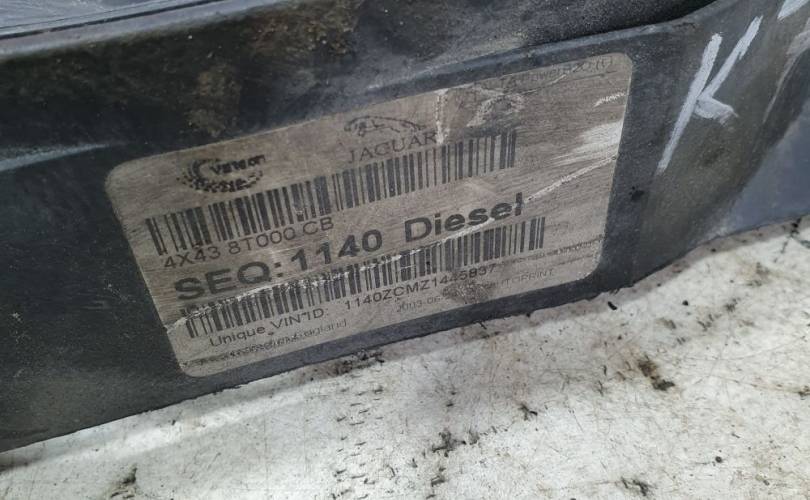 Visteon
JAGUAR
4X43 8T000 CB
SEQ:1140 Diesel
Unique VIN ID: 1140ZCMZ1445837
England
K